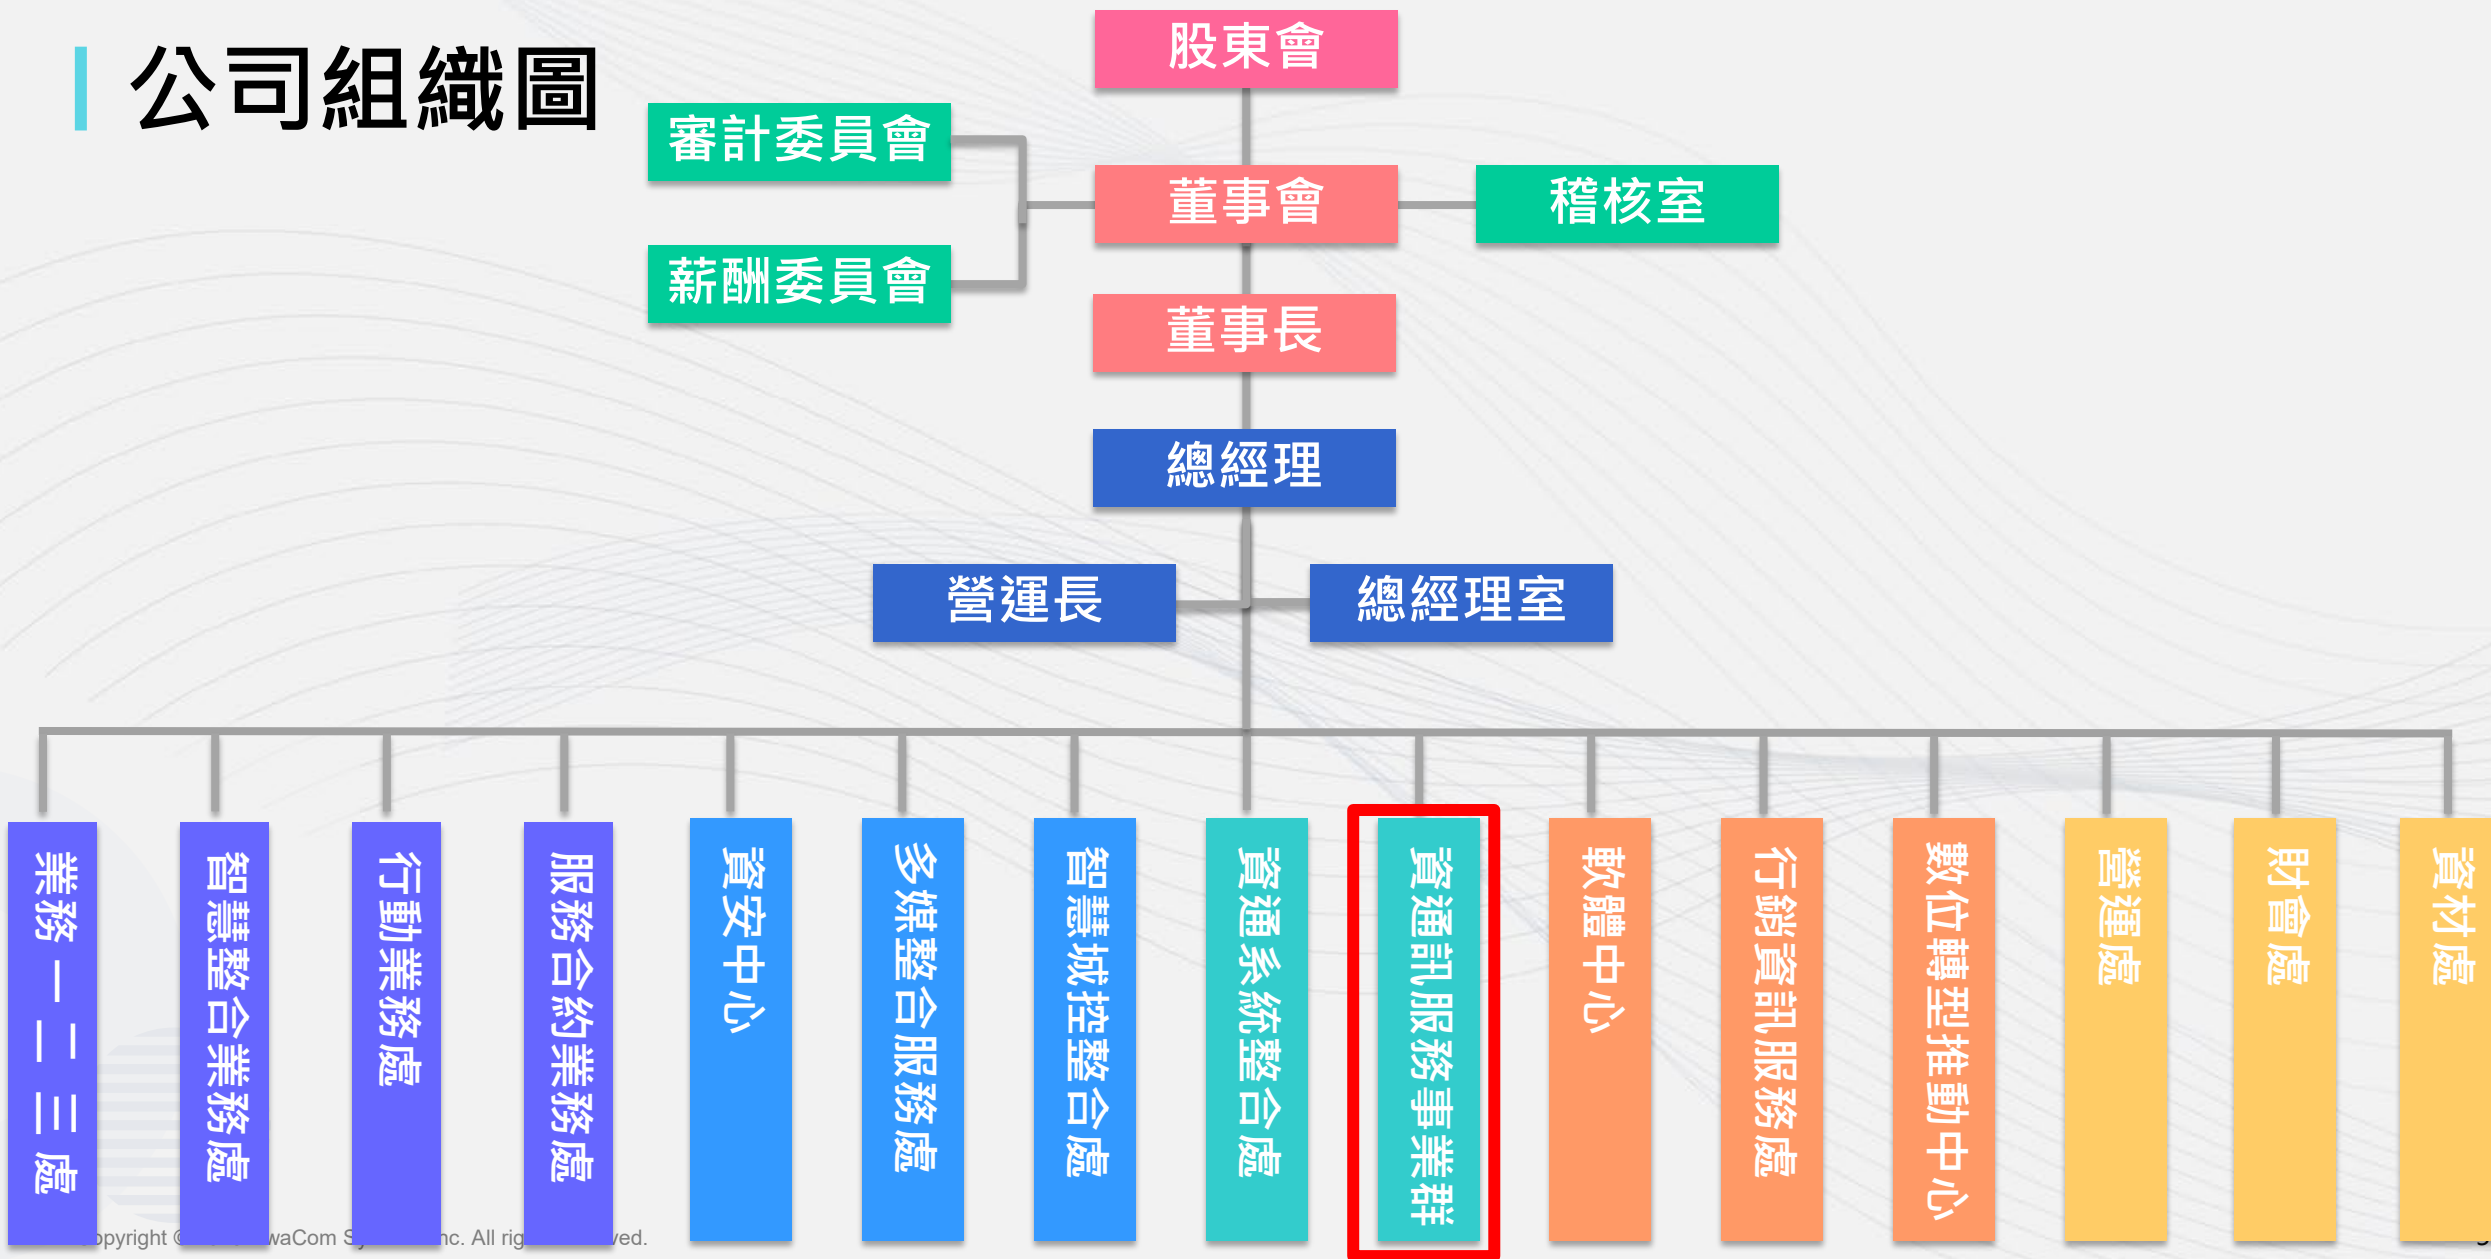 公司組織圖
股東會
審計委員會
董事會
稽核室
薪酬委員會
董事長
總經理
營運長
總經理室
業務一二三處
智慧整合業務處
行動業務處
服務合約業務處
資安中心
多媒整合服務處
智慧城控整合處
資通系統整合處
資通訊服務事業群
軟體中心
行銷資訊服務處
數位轉型推動中心
營運處
財會處
資材處
All